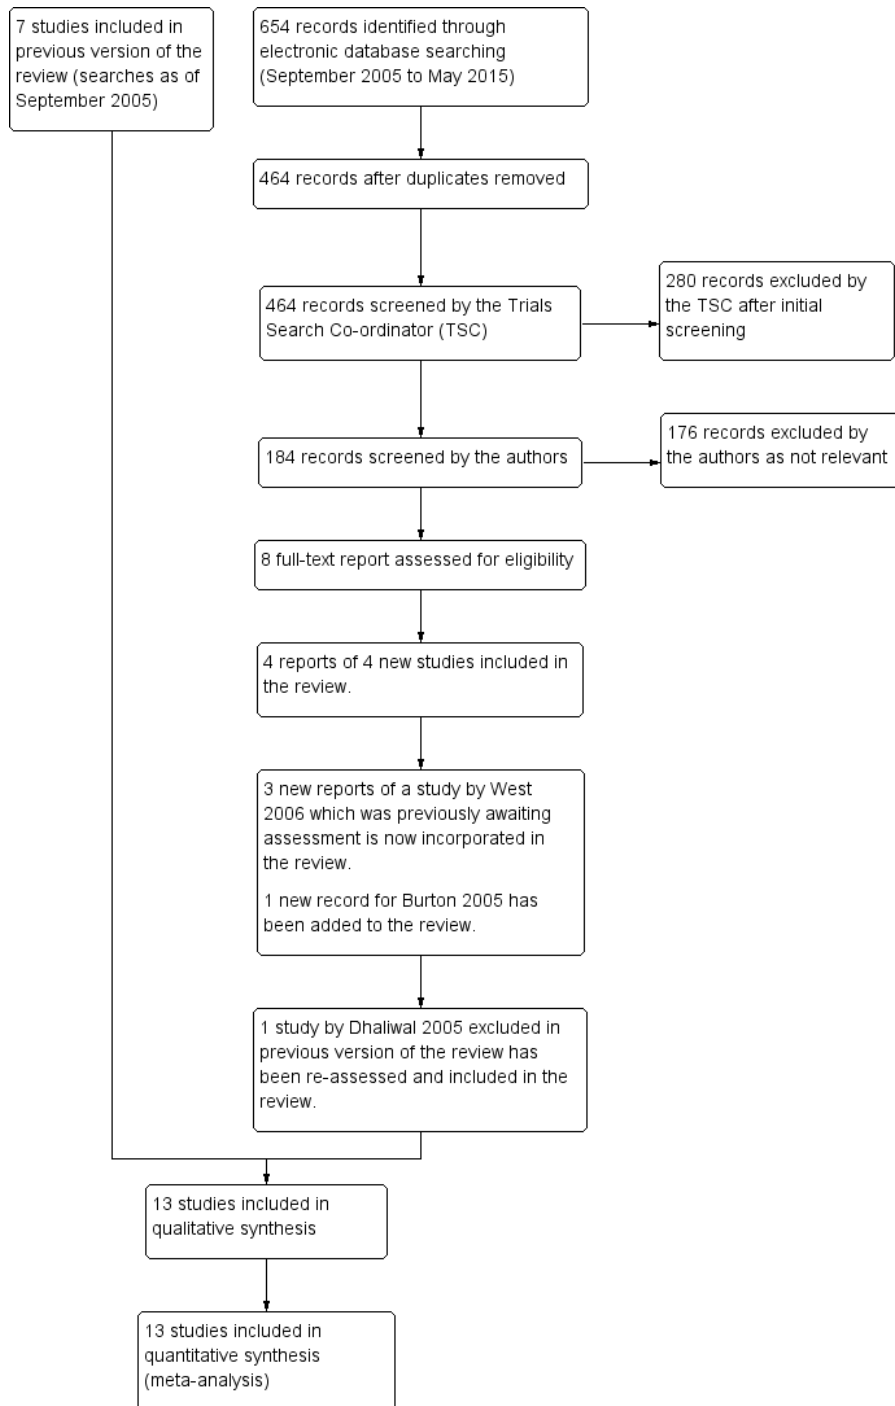 7 studies included in
previous version of the
review (searches as of
September 2005)
654 records identified through
electronic database searching
(September 2005 to May 2015)
464 records after duplicates removed
464 records screened by the Trials
Search Co-ordinator (TSC)
280 records excluded by
the TSC after initial
screening
184 records screened by the authors
176 records excluded by
the authors as not relevant
8 full-text report assessed for eligibility
4 reports of 4 new studies included in
the review.
3 new reports of a study by West
2006 which was previously awaiting
assessment is now incorporated in
the review.
1 new record for Burton 2005 has
been added to the review.
1 study by Dhaliwal 2005 excluded in
previous version of the review has
been re-assessed and included in the
review.
13 studies included in
qualitative synthesis
13 studies included in
quantitative synthesis
(meta-analysis)